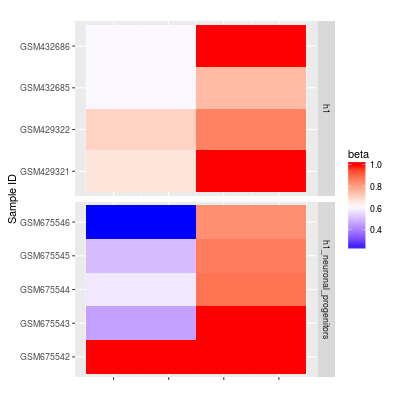 Sample ID
GSM432686
GSM432685
GSM429322
GSM429321
h1
GSM675546
GSM675545
GSM675544
GSM675543
GSM675542
h1_neuronal_progenitors
beta
1.0
0.8
0.6
0.4